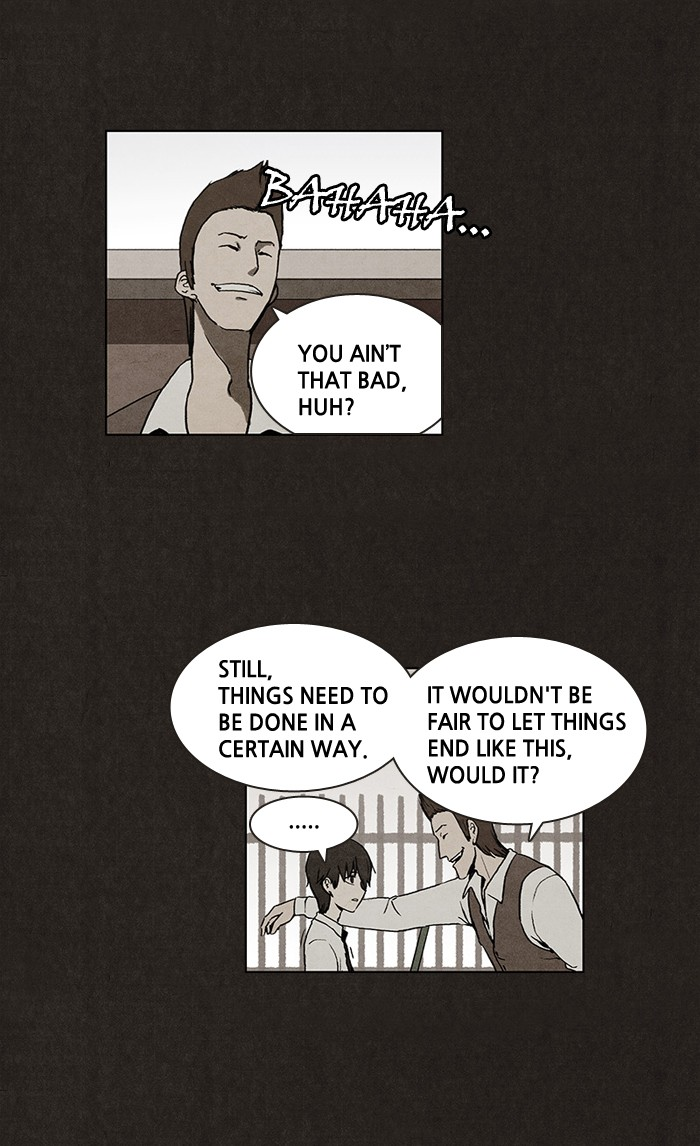 BAHAHA...
YOU AIN'T
THAT BAD,
HUH?
STILL,
THINGS NEED TO
BE DONE IN A
CERTAIN WAY.
IT WOULDN'T BE
FAIR TO LET THINGS
END LIKE THIS,
WOULD IT?
.....